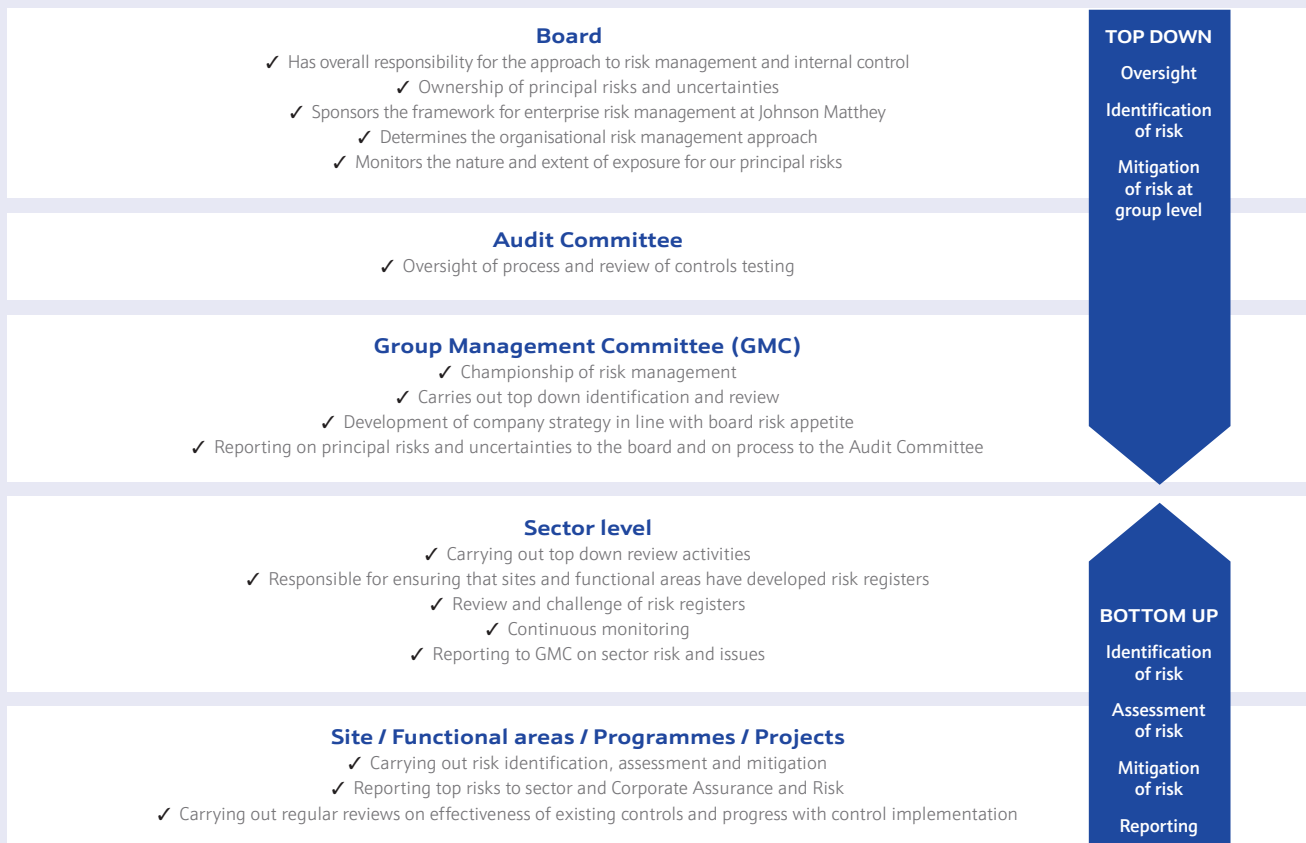 Board
✓ Has overall responsibility for the approach to risk management and internal control
✓ Ownership of principal risks and uncertainties
✓ Sponsors the framework for enterprise risk management at Johnson Matthey
✓ Determines the organisational risk management approach
✓ Monitors the nature and extent of exposure for our principal risks
Audit Committee
✓ Oversight of process and review of controls testing
Group Management Committee (GMC)
✓ Championship of risk management
✓ Carries out top down identification and review
✓ Development of company strategy in line with board risk appetite
✓ Reporting on principal risks and uncertainties to the board and on process to the Audit Committee
Sector level
✓ Carrying out top down review activities
✓ Responsible for ensuring that sites and functional areas have developed risk registers
✓ Review and challenge of risk registers
✓ Continuous monitoring
✓ Reporting to GMC on sector risk and issues
Site / Functional areas / Programmes / Projects
✓ Carrying out risk identification, assessment and mitigation
✓ Reporting top risks to sector and Corporate Assurance and Risk
✓ Carrying out regular reviews on effectiveness of existing controls and progress with control implementation
TOP DOWN
Oversight
Identification
of risk
Mitigation
of risk at
group level
BOTTOM UP
Identification
of risk
Assessment
of risk
Mitigation
of risk
Reporting